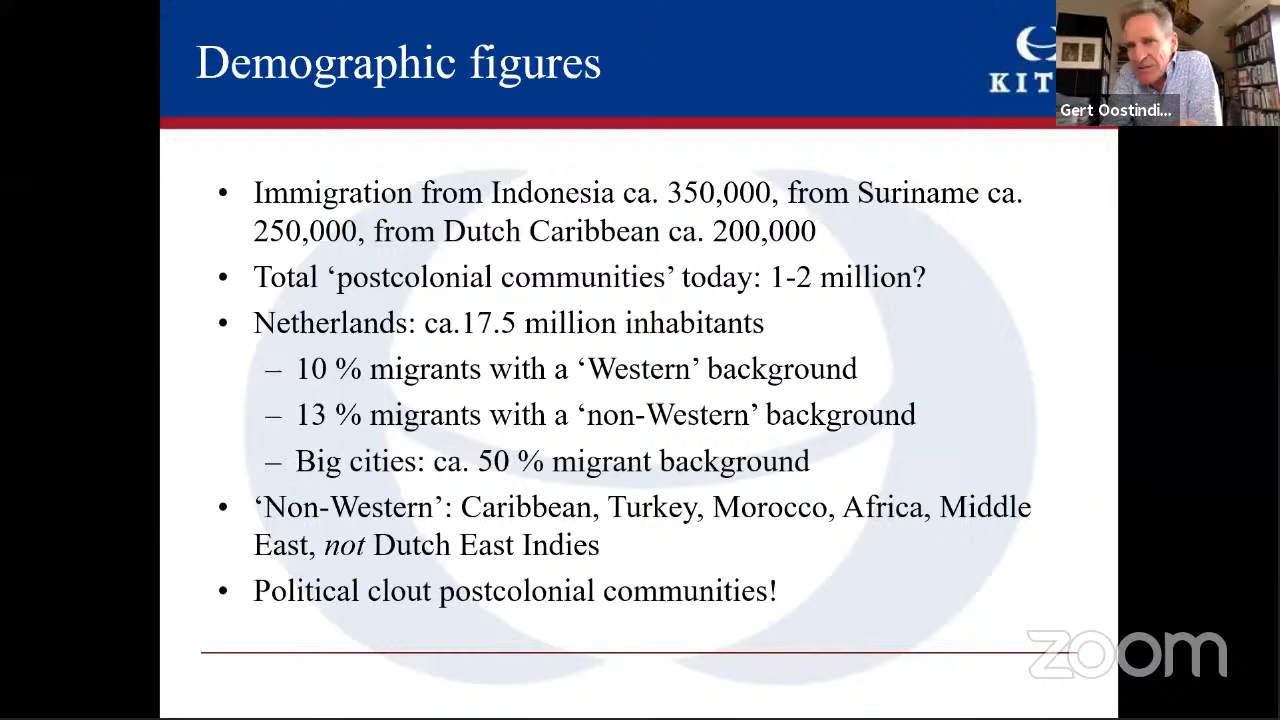 Demographic figures
KIT
Gert Oostindi...
• Immigration from Indonesia ca. 350,000, from Suriname ca.
250,000, from Dutch Caribbean ca. 200,000
• Total ‘postcolonial communities’ today: 1-2 million?
• Netherlands: ca.17.5 million inhabitants
– 10 % migrants with a ‘Western’ background
– 13 % migrants with a ‘non-Western’ background
– Big cities: ca. 50 % migrant background
• ‘Non-Western’: Caribbean, Turkey, Morocco, Africa, Middle
East, not Dutch East Indies
• Political clout postcolonial communities!
zoom